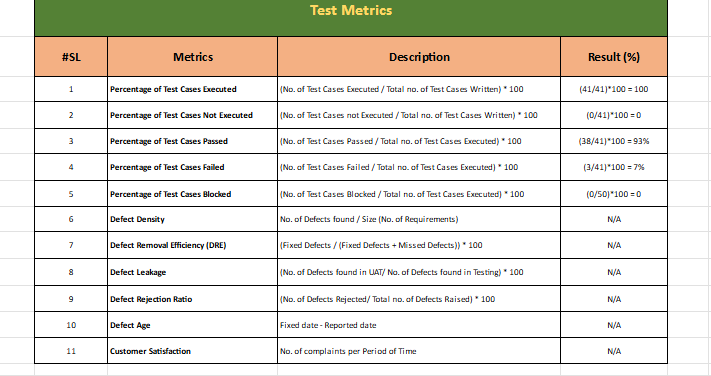 Test Metrics
#SL Metrics Description Result (%)
1 Percentage of Test Cases Executed (No. of Test Cases Executed / Total no. of Test Cases Written) * 100 (41/41)*100 = 100
2 Percentage of Test Cases Not Executed (No. of Test Cases not Executed / Total no. of Test Cases Written) * 100 (0/41)*100 = 0
3 Percentage of Test Cases Passed (No. of Test Cases Passed / Total no. of Test Cases Executed) * 100 (38/41)*100 = 93%
4 Percentage of Test Cases Failed (No. of Test Cases Failed / Total no. of Test Cases Executed) * 100 (3/41)*100 = 7%
5 Percentage of Test Cases Blocked (No. of Test Cases Blocked / Total no. of Test Cases Executed) * 100 (0/50)*100 = 0
6 Defect Density No. of Defects found / Size (No. of Requirements) N/A
7 Defect Removal Efficiency (DRE) (Fixed Defects / (Fixed Defects + Missed Defects)) * 100 N/A
8 Defect Leakage (No. of Defects found in UAT/ No. of Defects found in Testing) * 100 N/A
9 Defect Rejection Ratio (No. of Defects Rejected/ Total no. of Defects Raised) * 100 N/A
10 Defect Age Fixed date - Reported date N/A
11 Customer Satisfaction No. of complaints per Period of Time N/A